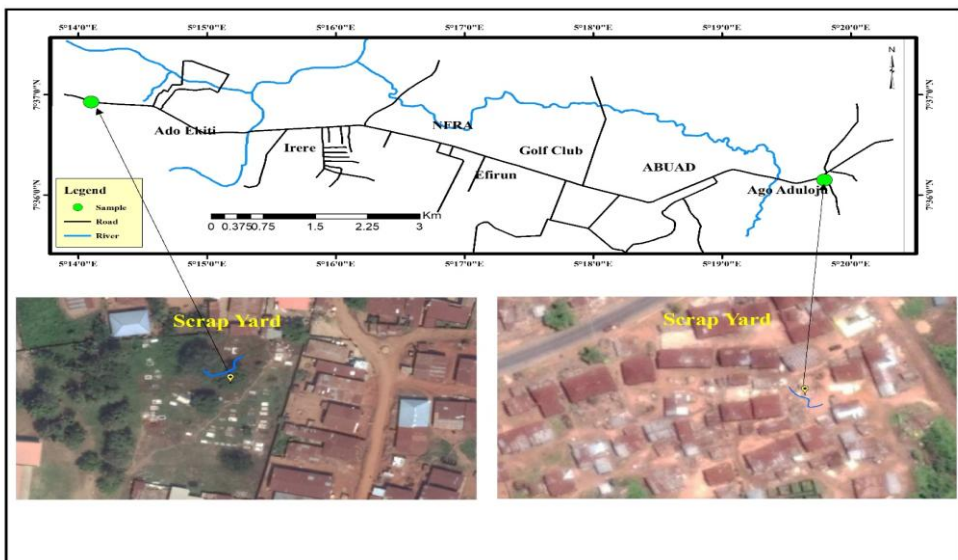 5°14'0"E 5°15'0"E 5°16'0"E 5°17'0"E 5°18'0"E 5°19'0"E 5°20'0"E
N
7°37'0"N 7°37'0"N
Ado Ekiti
NFRA
Irere
Golf Club
Efirun
ABUAD
Ago Aduloju
7°36'0"N 7°36'0"N
Legend
Sample
Road
River
Km
0 0.375 0.75 1.5 2.25 3
5°14'0"E 5°15'0"E 5°16'0"E 5°17'0"E 5°18'0"E 5°19'0"E 5°20'0"E
Scrap Yard
Scrap Yard